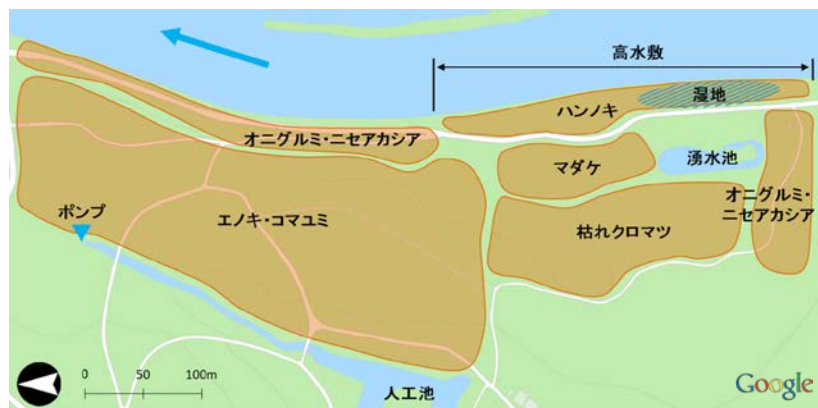 高水敷
湿地
ハンノキ
オニグルミ・ニセアカシア
マダケ
湧水池
オニグルミ・
ニセアカシア
ポンプ
エノキ・コマユミ
枯れクロマツ
0 50 100m
人工池
Google